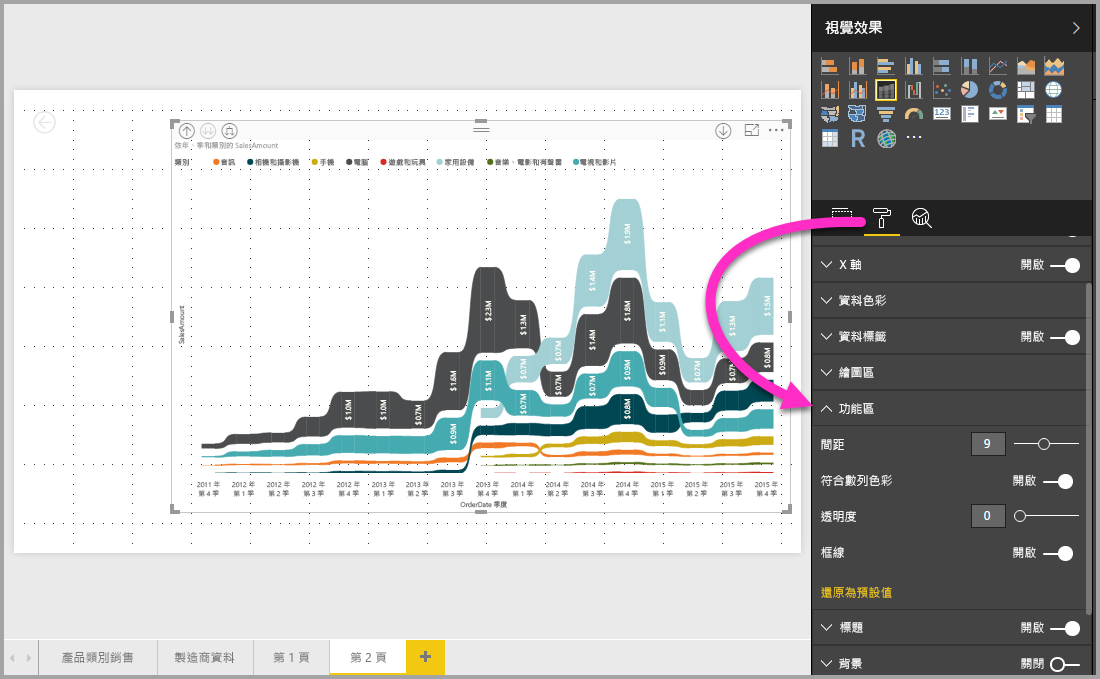 視覺效果
依年、季和類別的 SalesAmount
類別 音訊 相機和攝影機 手機 電腦 遊戲和玩具 家用設備 音樂、電影和有聲書 電視和影片
SalesAmount
$1.0M
$1.0M
$0.7M
$1.6M
$0.9M
$2.3M
$1.1M
$1.3M
$0.7M
$0.7M
$0.7M
$0.7M
$1.4M
$1.4M
$0.7M
$1.9M
$1.8M
$0.9M
$0.8M
$1.1M
$0.9M
$0.7M
$1.3M
$0.7M
$1.5M
$0.8M
2011 年 第 4 季
2012 年 第 1 季
2012 年 第 2 季
2012 年 第 3 季
2012 年 第 4 季
2013 年 第 1 季
2013 年 第 2 季
2013 年 第 3 季
2013 年 第 4 季
2014 年 第 1 季
2014 年 第 2 季
2014 年 第 3 季
2014 年 第 4 季
2015 年 第 1 季
2015 年 第 2 季
2015 年 第 3 季
2015 年 第 4 季
OrderDate 季度
123
R
X 軸 開啟
資料色彩
資料標籤 開啟
繪圖區
功能區
間距 9
符合數列色彩 開啟
透明度 0
框線 開啟
還原為預設值
標題 開啟
背景 關閉
產品類別銷售 製造商資料 第 1 頁 第 2 頁